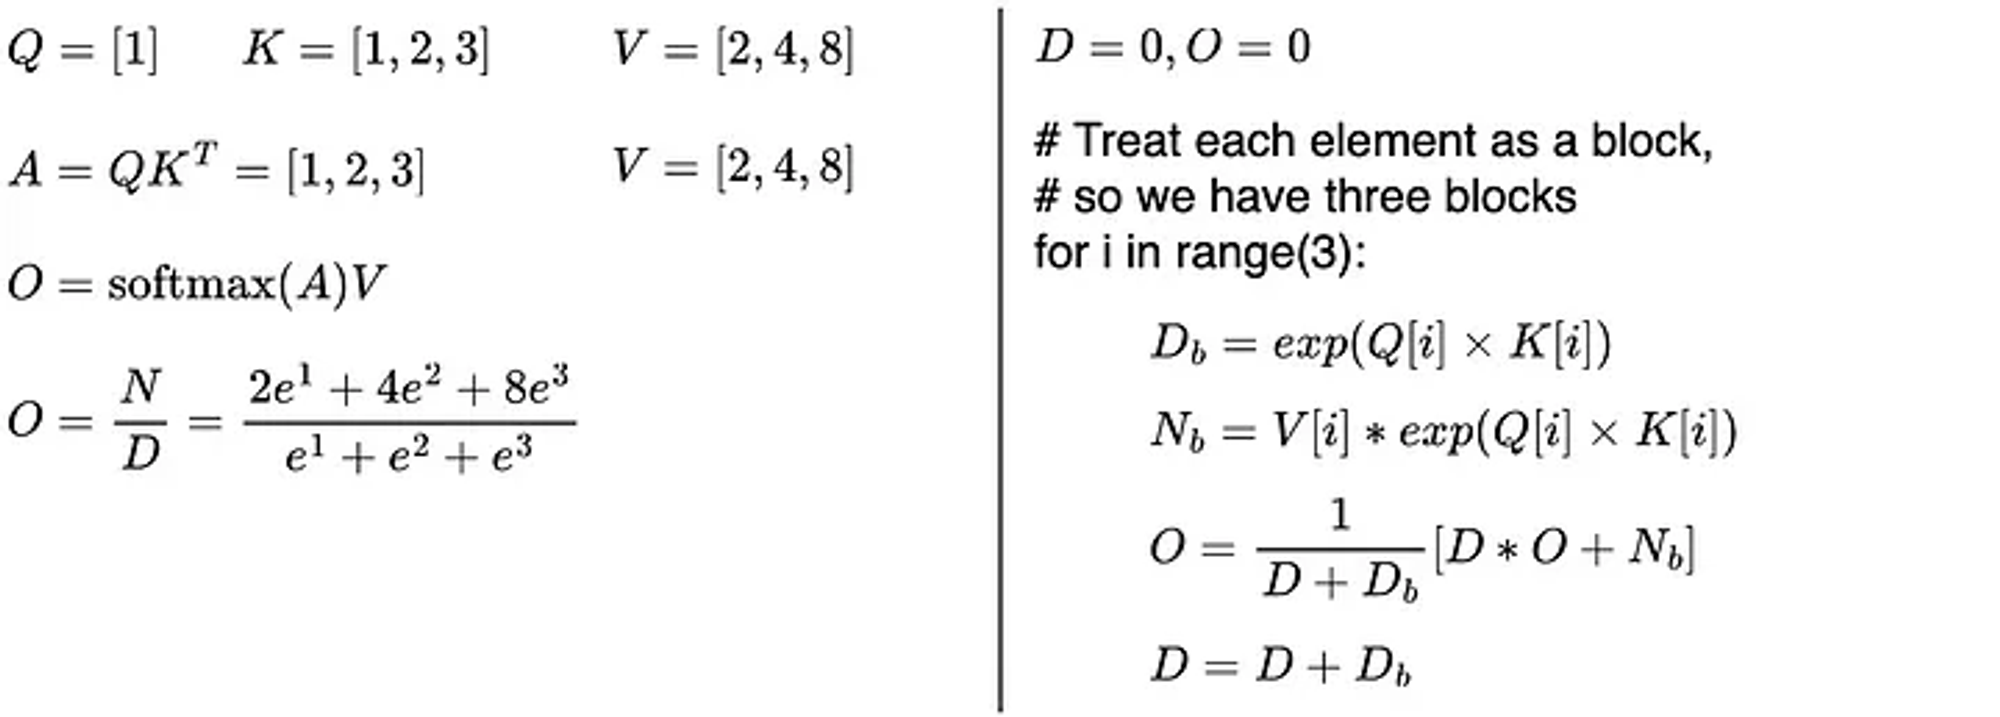 Q = [1] K = [1, 2, 3] V = [2, 4, 8]
A = QK^T = [1, 2, 3] V = [2, 4, 8]
O = softmax(A)V
O = N/D = (2e^1 + 4e^2 + 8e^3)/(e^1 + e^2 + e^3)
D = 0, O = 0
# Treat each element as a block,
# so we have three blocks
for i in range(3):
D_b = exp(Q[i] × K[i])
N_b = V[i] * exp(Q[i] × K[i])
O = 1/(D + D_b) [D * O + N_b]
D = D + D_b